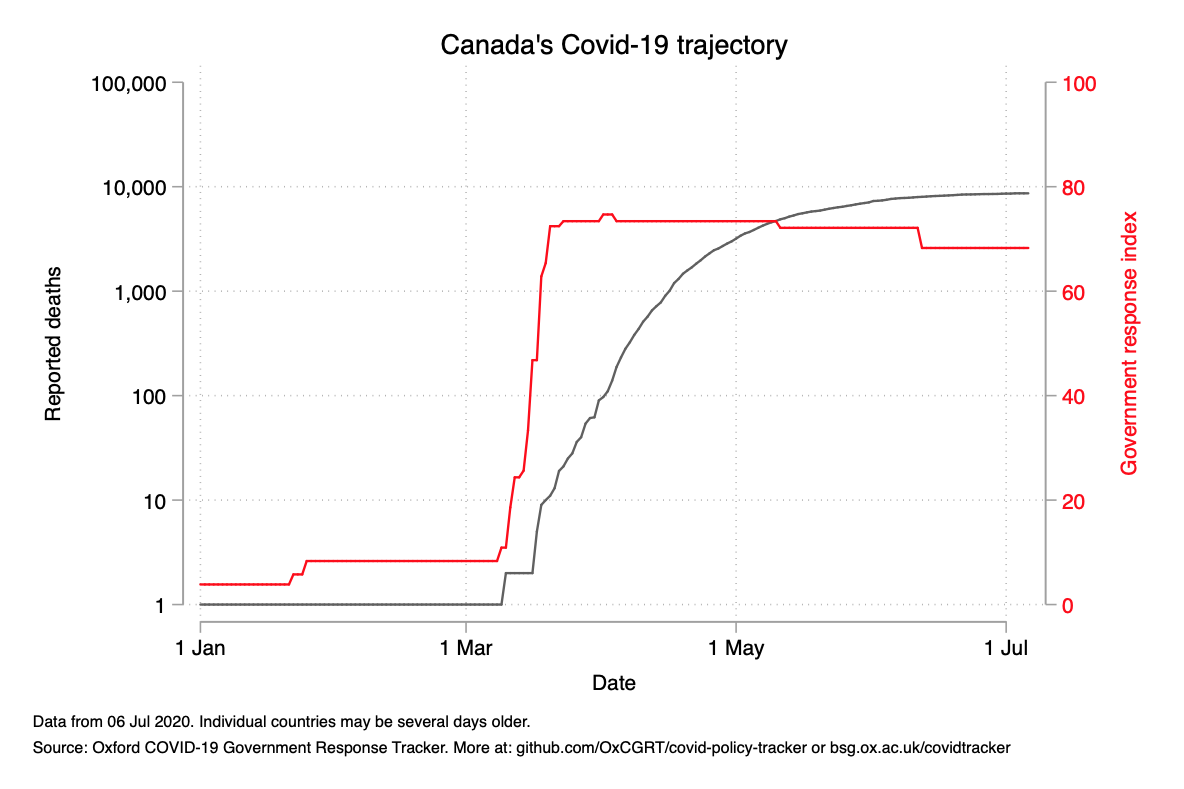 Canada's Covid-19 trajectory
100,000
10,000
1,000
100
10
1
Reported deaths
100
80
60
40
20
0
Government response index
1 Jan
1 Mar
1 May
1 Jul
Date
Data from 06 Jul 2020. Individual countries may be several days older.
Source: Oxford COVID-19 Government Response Tracker. More at: github.com/OxCGRT/covid-policy-tracker or bsg.ox.ac.uk/covidtracker